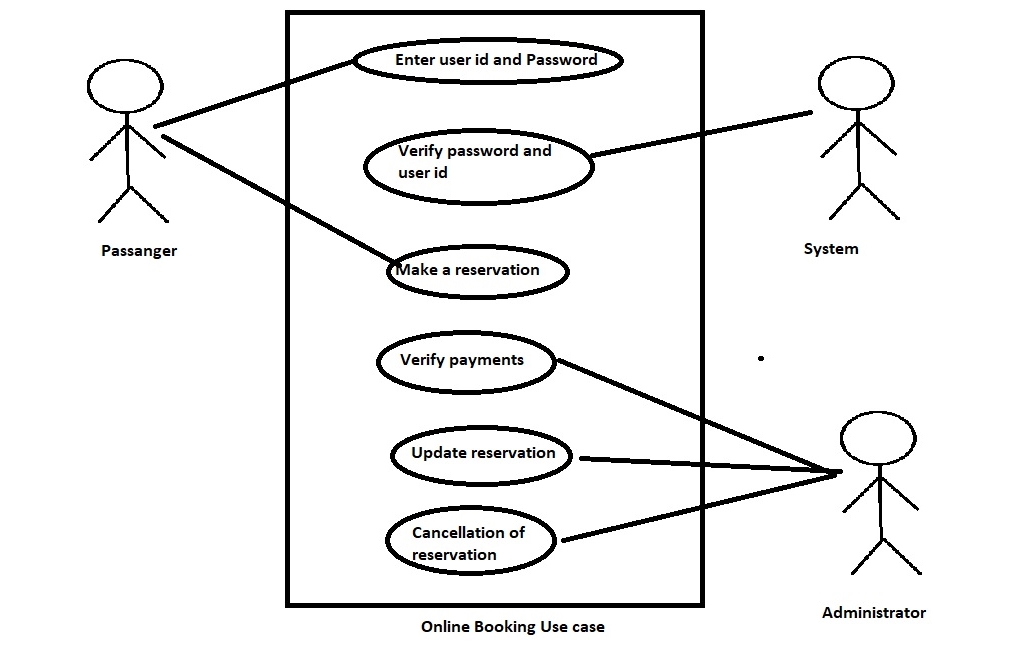 Enter user id and Password
Verify password and
user id
Passanger
System
Make a reservation
Verify payments
Update reservation
Cancellation of
reservation
Administrator
Online Booking Use case